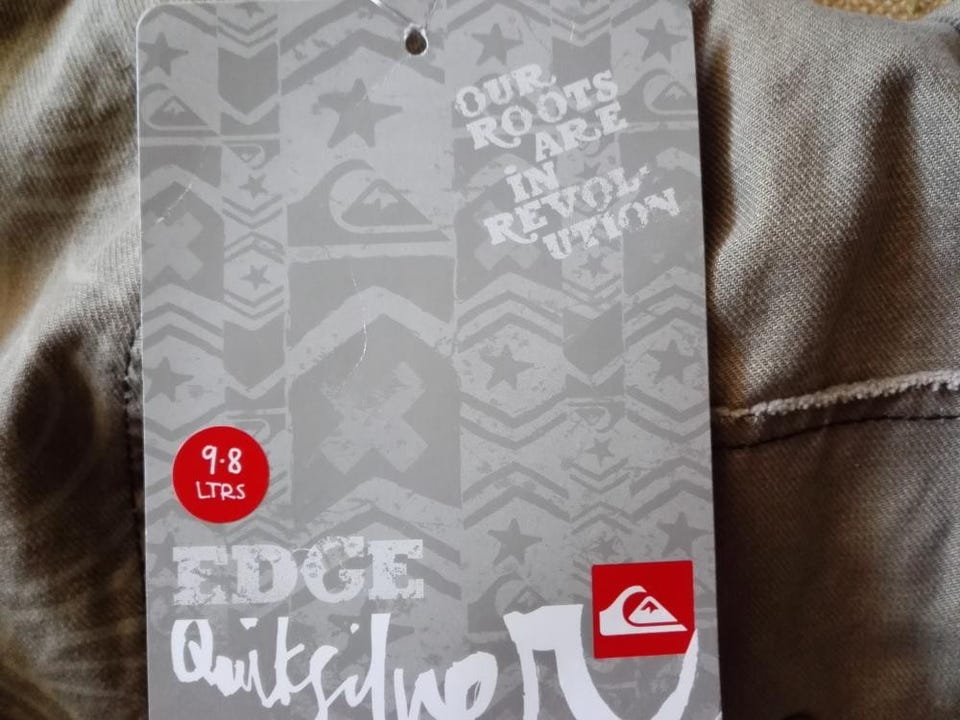 OUR
ROOTS
ARE
iN
REVOL-
UTION
9.8
LTRS
EDGE
Quiksilver